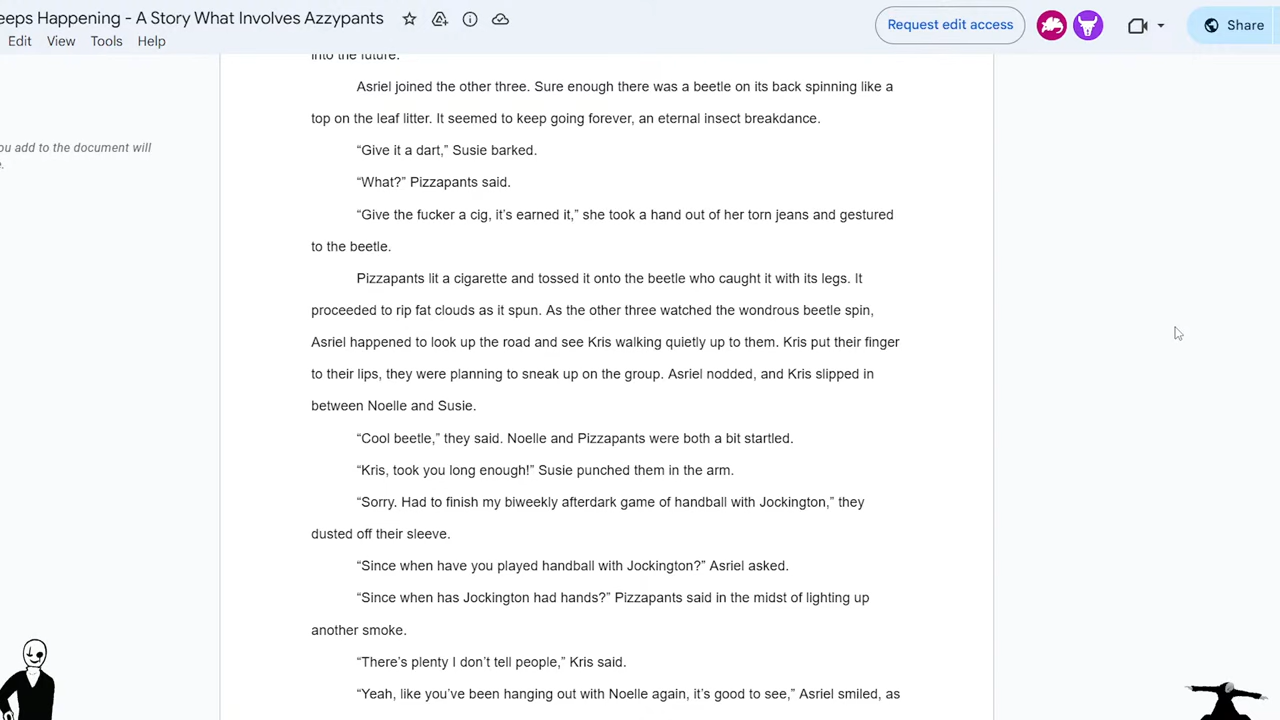 eeps Happening - A Story What Involves Azzypants
Request edit access
Share
Edit View Tools Help
into the future.
Asriel joined the other three. Sure enough there was a beetle on its back spinning like a
top on the leaf litter. It seemed to keep going forever, an eternal insect breakdance.
ou add to the document will
e.
“Give it a dart,” Susie barked.
“What?” Pizzapants said.
“Give the fucker a cig, it’s earned it,” she took a hand out of her torn jeans and gestured
to the beetle.
Pizzapants lit a cigarette and tossed it onto the beetle who caught it with its legs. It
proceeded to rip fat clouds as it spun. As the other three watched the wondrous beetle spin,
Asriel happened to look up the road and see Kris walking quietly up to them. Kris put their finger
to their lips, they were planning to sneak up on the group. Asriel nodded, and Kris slipped in
between Noelle and Susie.
“Cool beetle,” they said. Noelle and Pizzapants were both a bit startled.
“Kris, took you long enough!” Susie punched them in the arm.
“Sorry. Had to finish my biweekly afterdark game of handball with Jockington,” they
dusted off their sleeve.
“Since when have you played handball with Jockington?” Asriel asked.
“Since when has Jockington had hands?” Pizzapants said in the midst of lighting up
another smoke.
“There’s plenty I don’t tell people,” Kris said.
“Yeah, like you’ve been hanging out with Noelle again, it’s good to see,” Asriel smiled, as